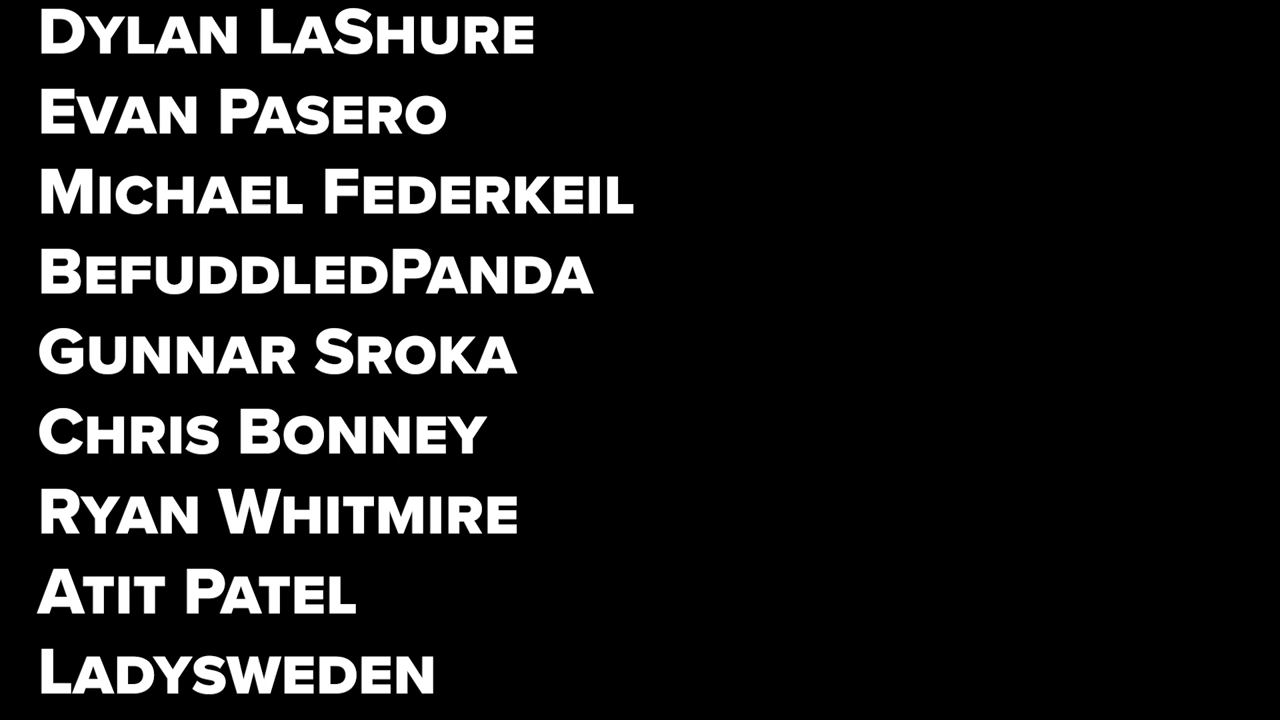 Dylan LaShure
Evan Pasero
Michael Federkeil
BefuddledPanda
Gunnar Sroka
Chris Bonney
Ryan Whitmire
Atit Patel
Ladysweden